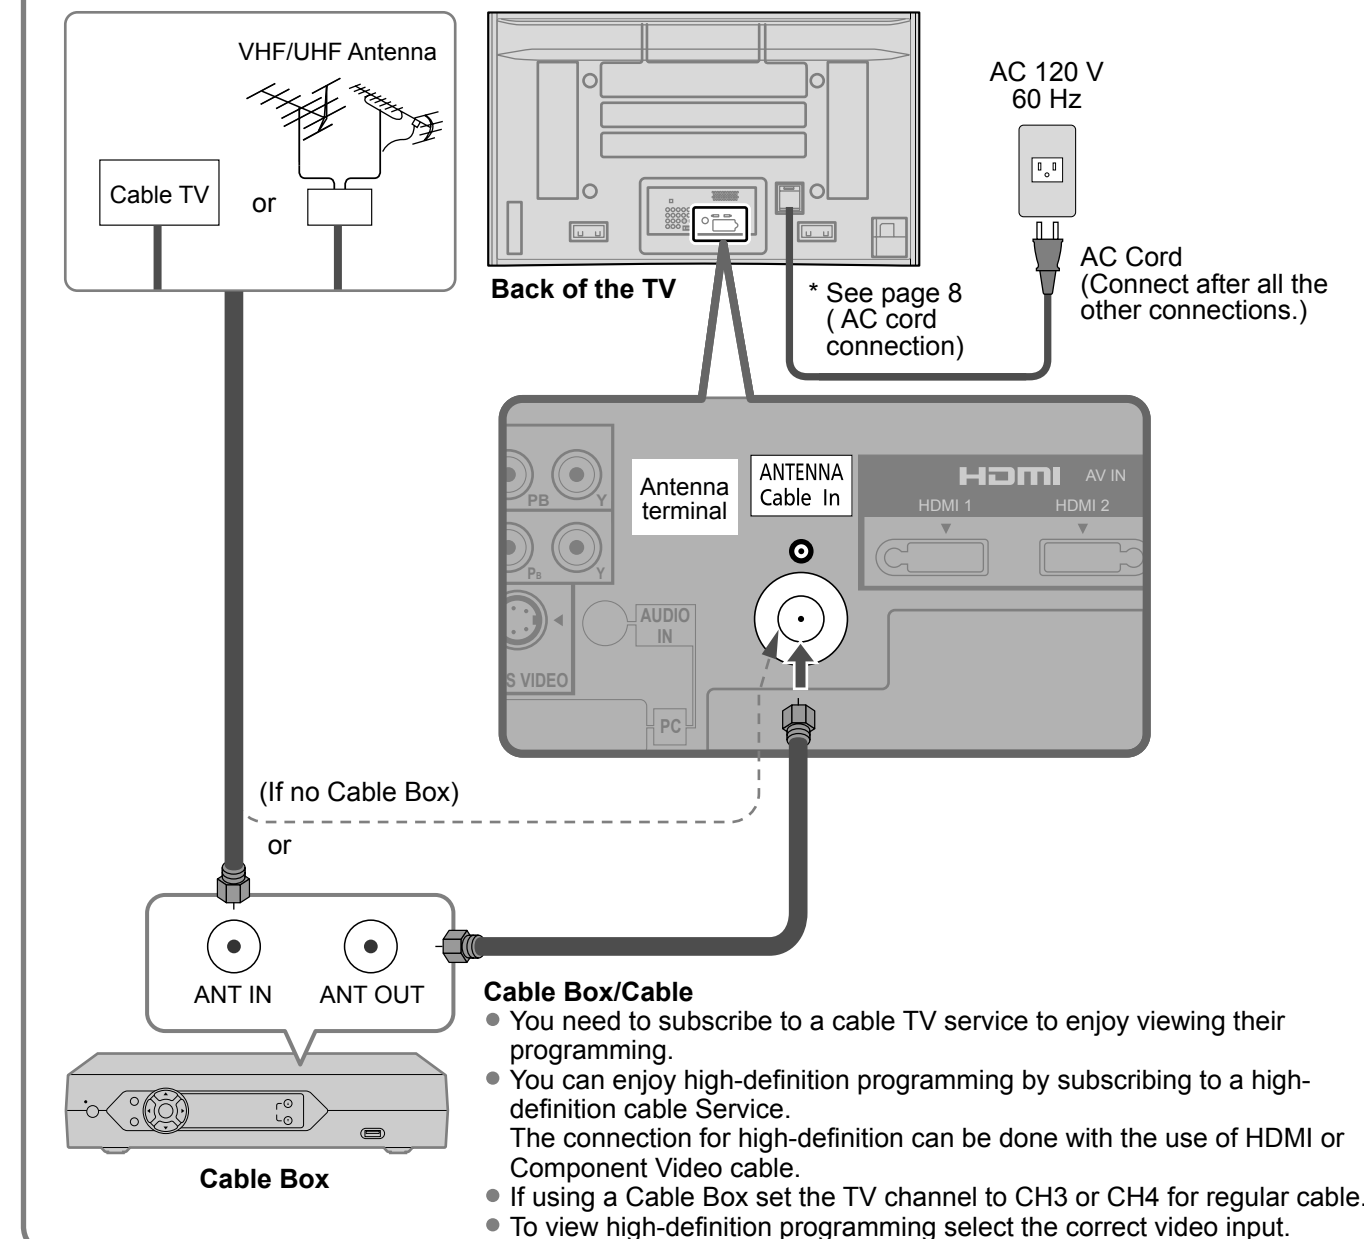 VHF/UHF Antenna
Cable TV
or
Back of the TV
AC 120 V
60 Hz
AC Cord
(Connect after all the
other connections.)
* See page 8
( AC cord
connection)
PB
Y
PB
Y
S VIDEO
AUDIO
IN
PC
Antenna
terminal
ANTENNA
Cable In
HDMI
AV IN
HDMI 1
HDMI 2
(If no Cable Box)
or
ANT IN
ANT OUT
Cable Box
Cable Box/Cable
● You need to subscribe to a cable TV service to enjoy viewing their
programming.
● You can enjoy high-definition programming by subscribing to a high-
definition cable Service.
The connection for high-definition can be done with the use of HDMI or
Component Video cable.
● If using a Cable Box set the TV channel to CH3 or CH4 for regular cable.
● To view high-definition programming select the correct video input.